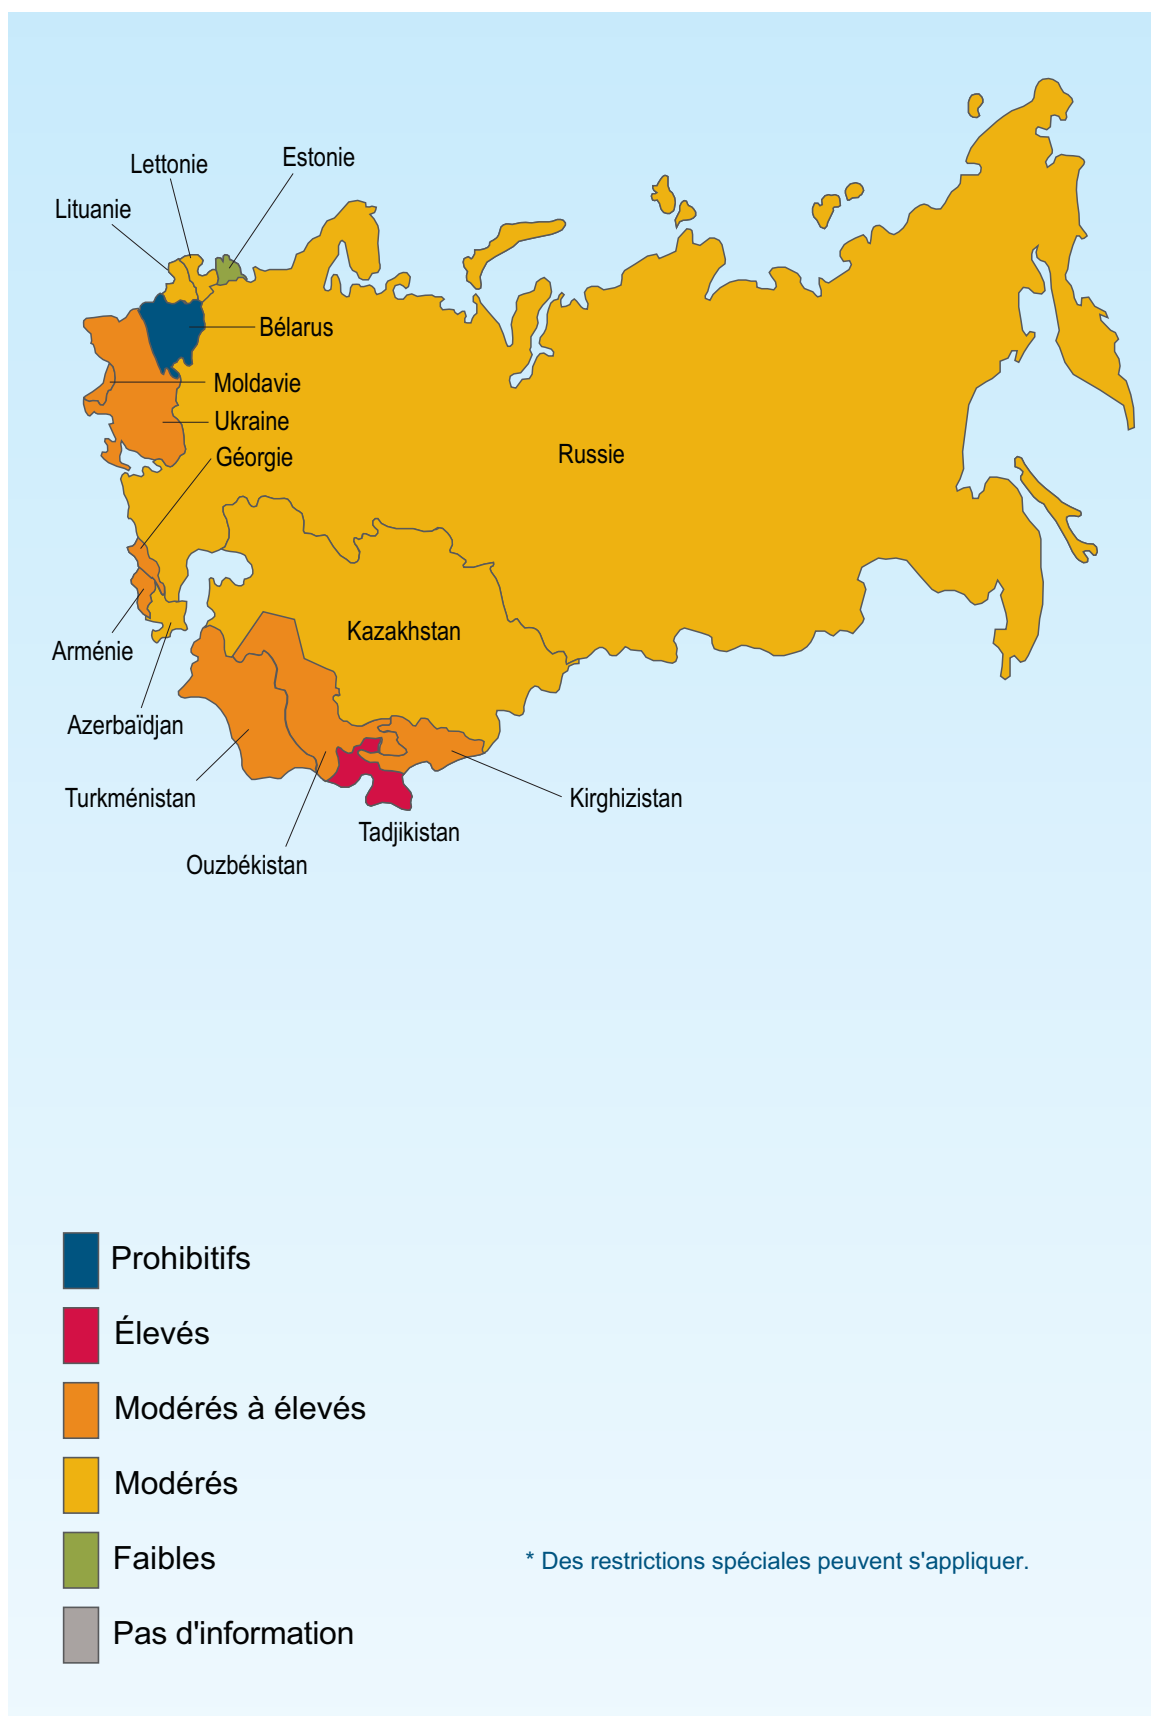 Lettonie
Estonie
Lituanie
Bélarus
Moldavie
Ukraine
Géorgie
Russie
Kazakhstan
Arménie
Azerbaïdjan
Turkménistan
Kirghizistan
Tadjikistan
Ouzbékistan
Prohibitifs
Élevés
Modérés à élevés
Modérés
Faibles
* Des restrictions spéciales peuvent s'appliquer.
Pas d'information